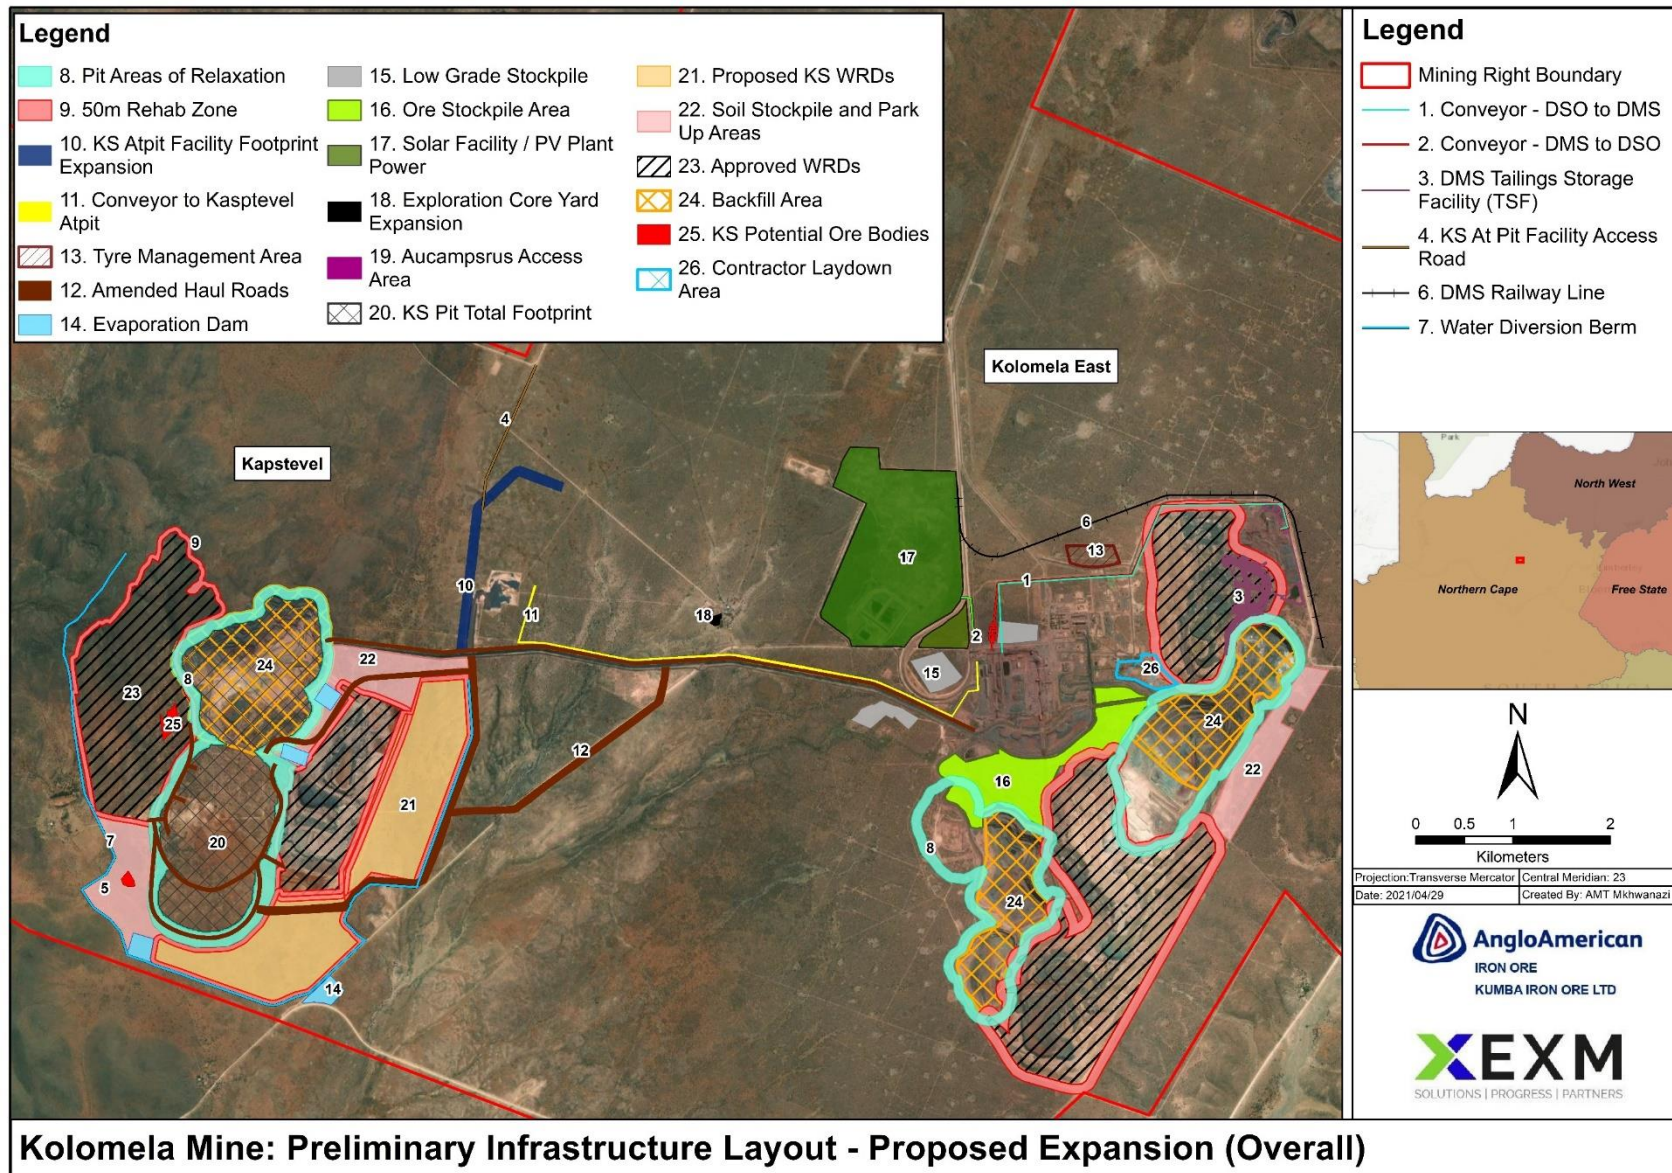 Legend
8. Pit Areas of Relaxation
9. 50m Rehab Zone
10. KS Atpit Facility Footprint
Expansion
11. Conveyor to Kasptevel
Atpit
13. Tyre Management Area
12. Amended Haul Roads
14. Evaporation Dam
15. Low Grade Stockpile
16. Ore Stockpile Area
17. Solar Facility / PV Plant
Power
18. Exploration Core Yard
Expansion
19. Aucampsrus Access
Area
20. KS Pit Total Footprint
21. Proposed KS WRDs
22. Soil Stockpile and Park
Up Areas
23. Approved WRDs
24. Backfill Area
25. KS Potential Ore Bodies
26. Contractor Laydown
Area
Legend
Mining Right Boundary
1. Conveyor - DSO to DMS
2. Conveyor - DMS to DSO
3. DMS Tailings Storage
Facility (TSF)
4. KS At Pit Facility Access
Road
6. DMS Railway Line
7. Water Diversion Berm
Kolomela East
Kapstevel
4
9
10
11
18
17
6
13
1
3
2
15
26
24
22
8
24
23
25
22
12
21
20
7
5
14
16
8
24
22
24
Park
North West
Northern Cape
Free State
SOUTH AFRICA
N
0 0.5 1 2
Kilometers
Projection:Transverse Mercator
Central Meridian: 23
Date: 2021/04/29
Created By: AMT Mkhwanazi
AngloAmerican
IRON ORE
KUMBA IRON ORE LTD
EXM
SOLUTIONS | PROGRESS | PARTNERS
Kolomela Mine: Preliminary Infrastructure Layout - Proposed Expansion (Overall)